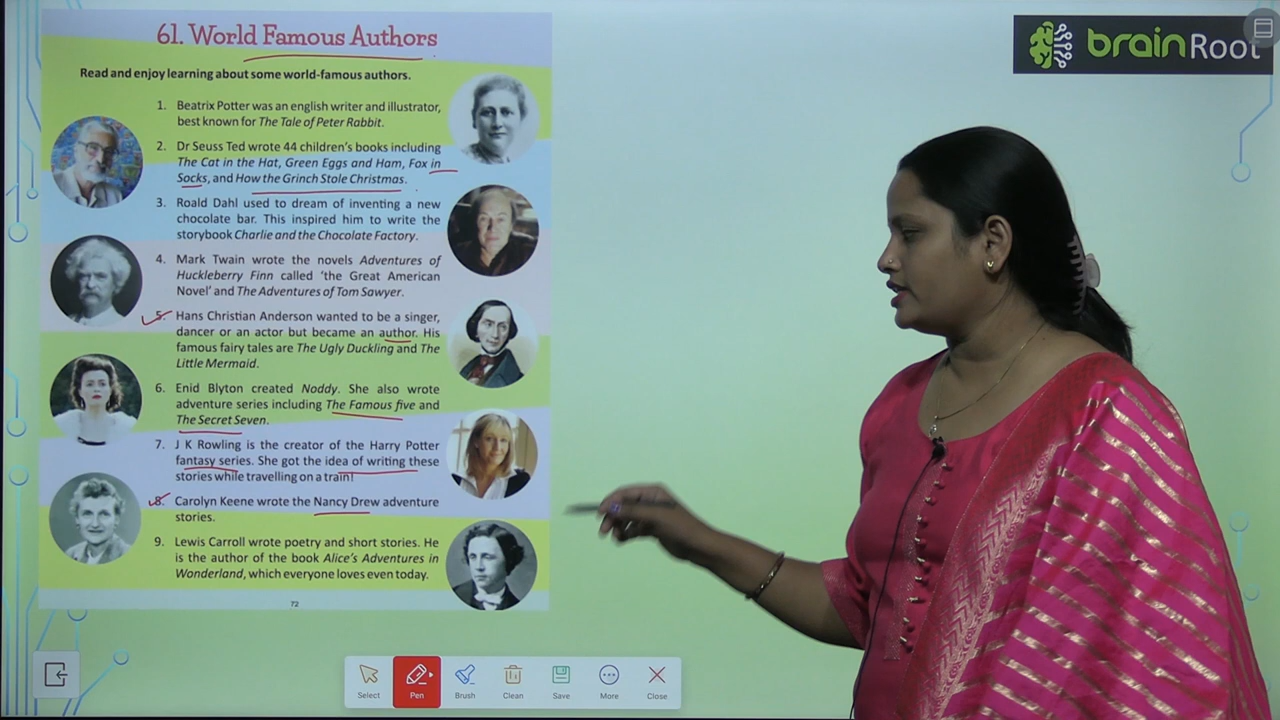 61. World Famous Authors
brainRoot
Read and enjoy learning about some world-famous authors.
1. Beatrix Potter was an english writer and illustrator,
best known for The Tale of Peter Rabbit.
2. Dr Seuss Ted wrote 44 children's books including
The Cat in the Hat, Green Eggs and Ham, Fox in
Socks, and How the Grinch Stole Christmas.
3. Roald Dahl used to dream of inventing a new
chocolate bar. This inspired him to write the
storybook Charlie and the Chocolate Factory.
4. Mark Twain wrote the novels Adventures of
Huckleberry Finn called 'the Great American
Novel' and The Adventures of Tom Sawyer.
5. Hans Christian Anderson wanted to be a singer,
dancer or an actor but became an author. His
famous fairy tales are The Ugly Duckling and The
Little Mermaid.
6. Enid Blyton created Noddy. She also wrote
adventure series including The Famous five and
The Secret Seven.
7. J K Rowling is the creator of the Harry Potter
fantasy series. She got the idea of writing these
stories while travelling on a train!
8. Carolyn Keene wrote the Nancy Drew adventure
stories.
9. Lewis Carroll wrote poetry and short stories. He
is the author of the book Alice's Adventures in
Wonderland, which everyone loves even today.
72
Select Pen Brush Clean Save More Close